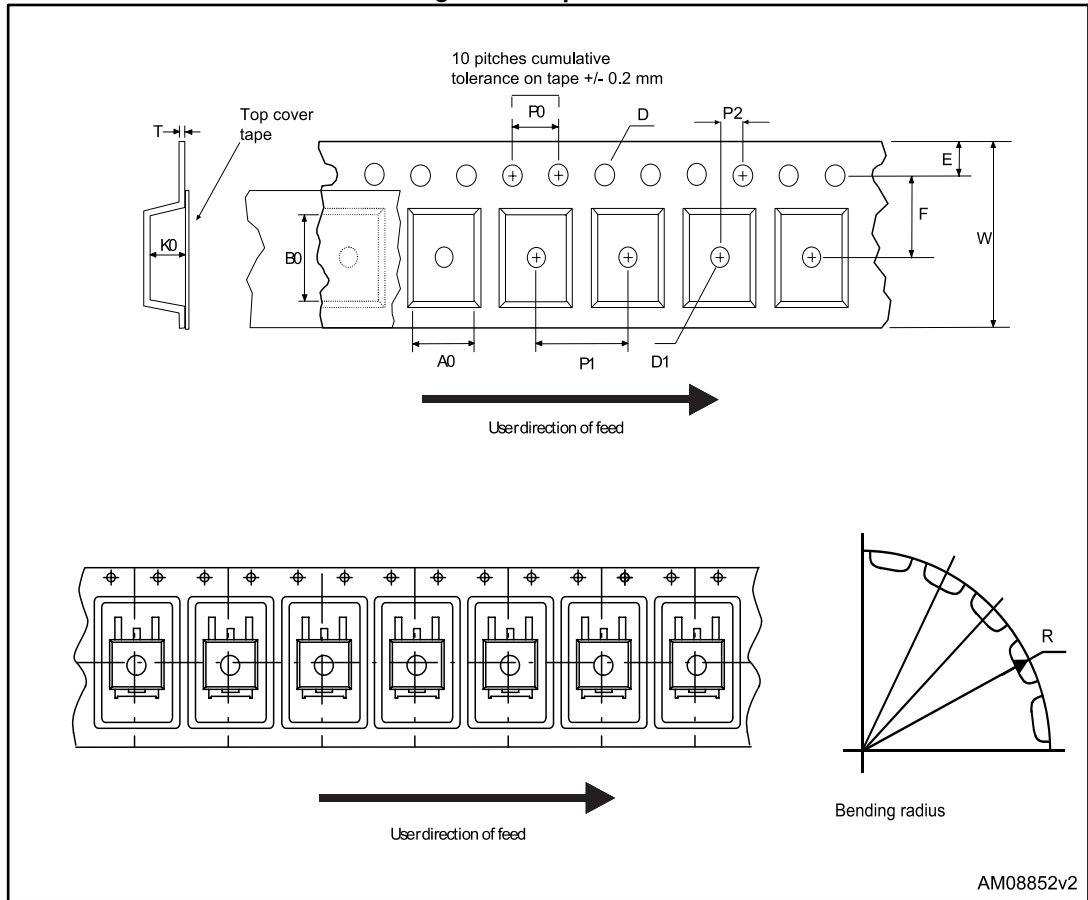 10 pitches cumulative
tolerance on tape +/- 0.2 mm
Top cover
tape
T
P0
D
P2
E
F
W
K0
B0
A0
P1
D1
User direction of feed
R
Bending radius
User direction of feed
AM08852v2